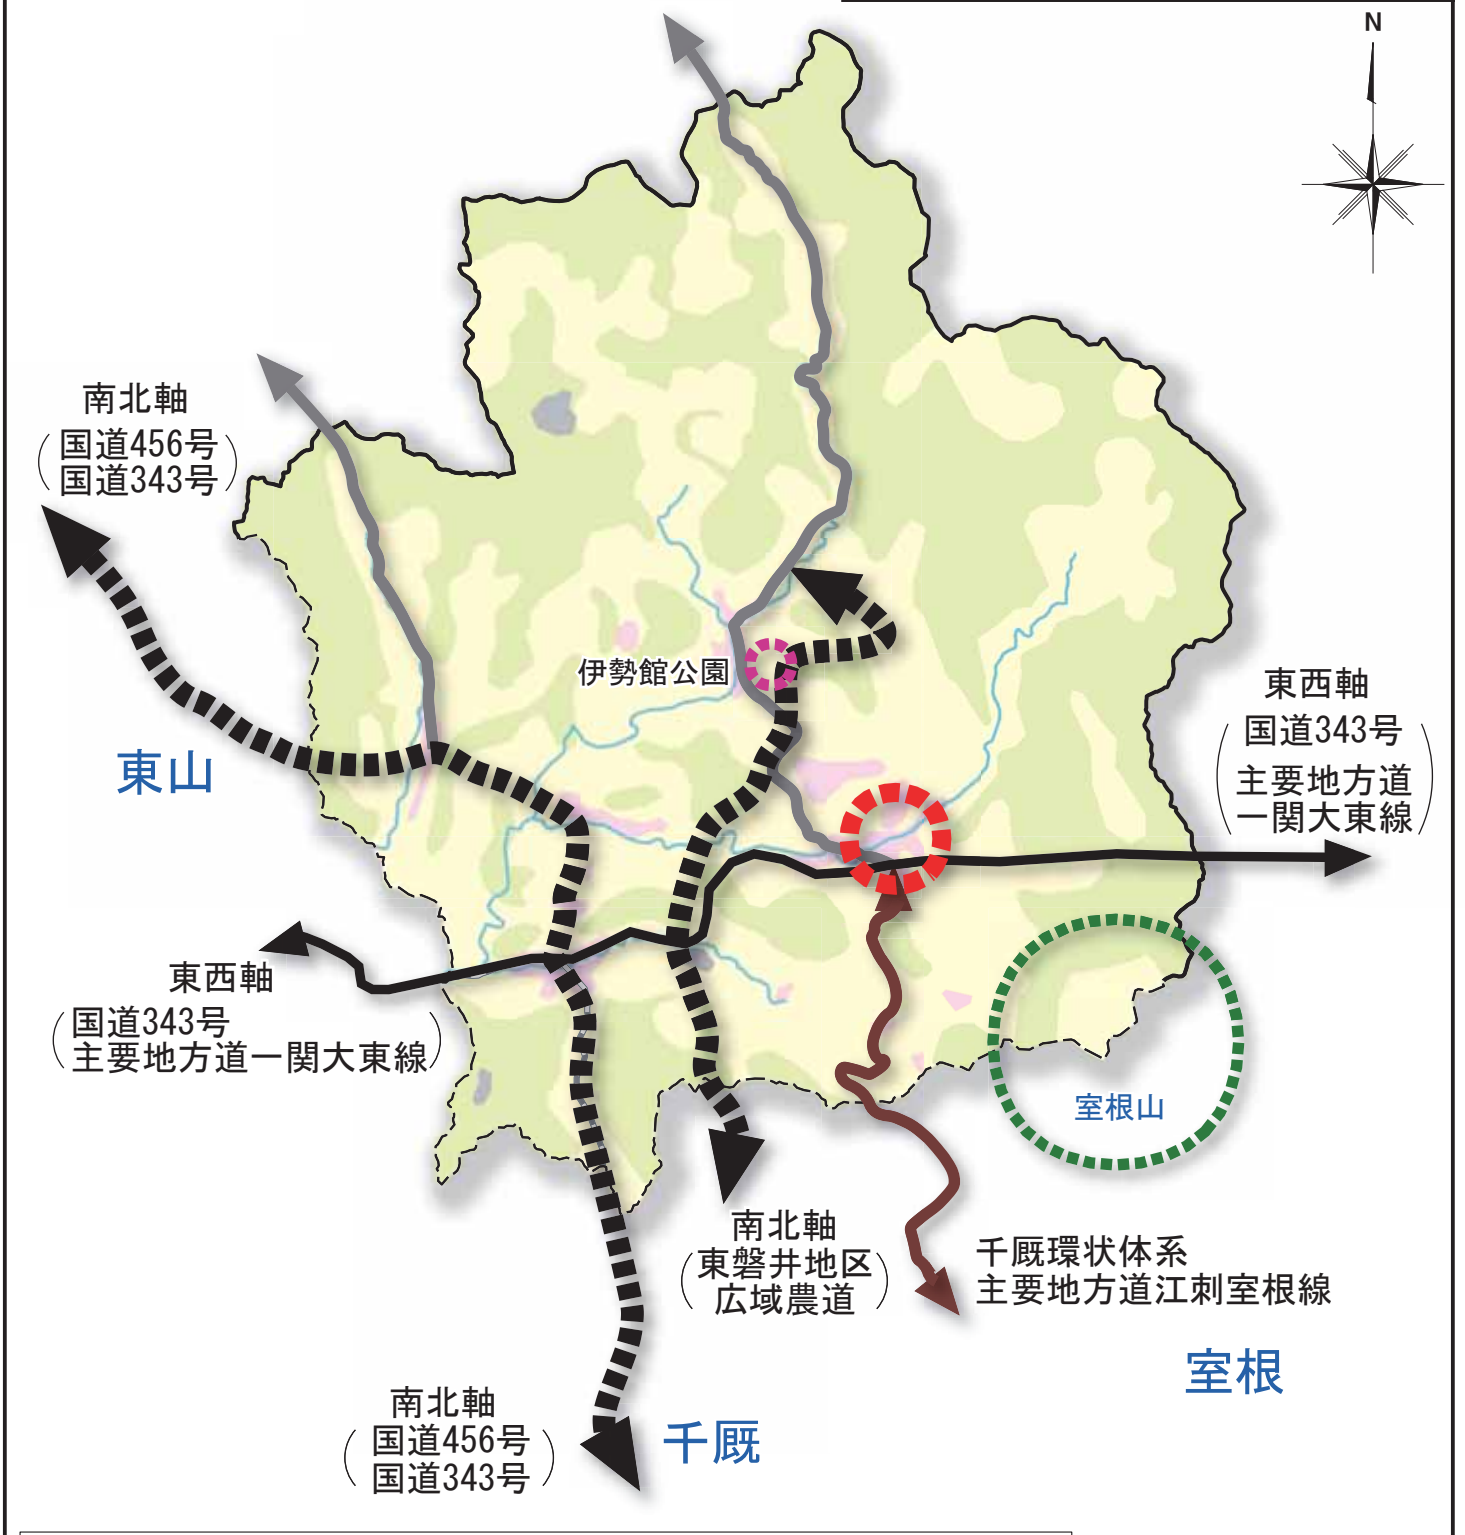 N
南北軸
(国道456号
国道343号)
伊勢館公園
東西軸
(国道343号
主要地方道
一関大東線)
東山
東西軸
(国道343号
主要地方道一関大東線)
室根山
南北軸
(東磐井地区
広域農道)
千厩環状体系
主要地方道江刺室根線
室根
南北軸
(国道456号
国道343号)
千厩